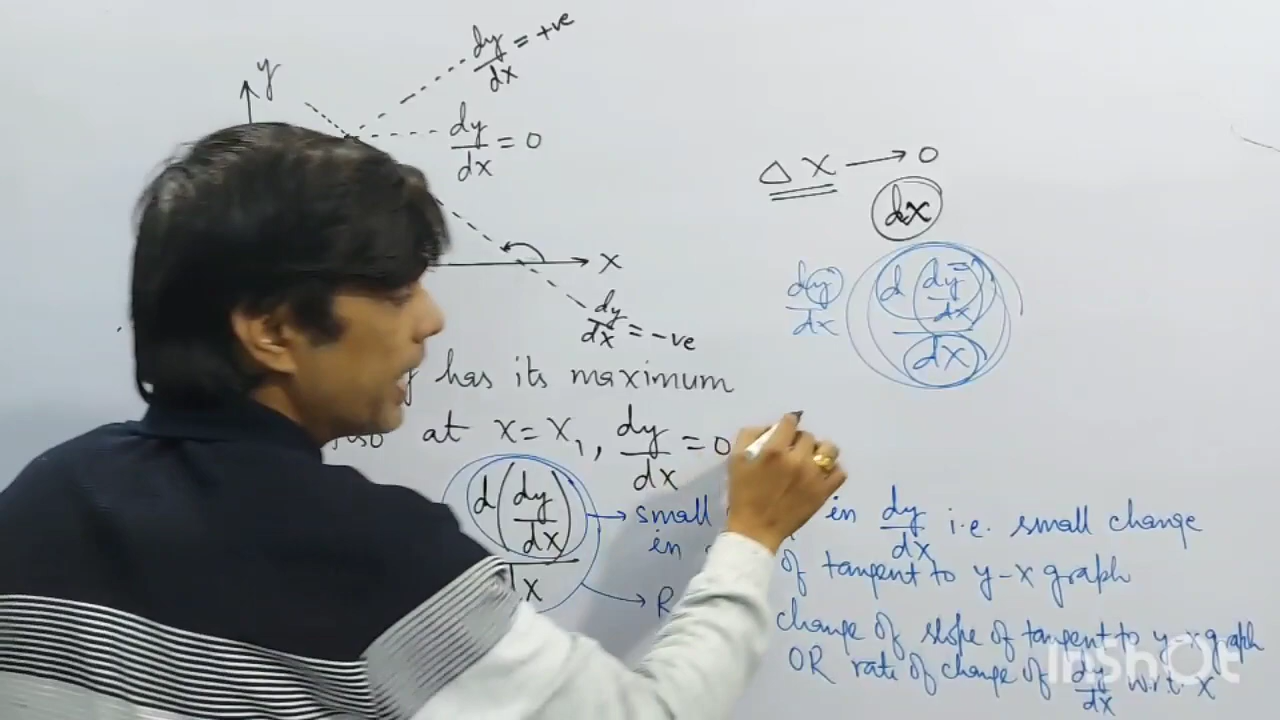 y
dy/dx = +ve
dy/dx = 0
x
dy/dx = -ve
Δx → 0
dx
dy/dx
d(dy/dx)/dx
has its maximum
at x = x₁, dy/dx = 0
d(dy/dx)/dx
→ small in dy/dx i.e. small change
in of tangent to y-x graph
→ R change of slope of tangent to y-x graph
OR rate of change of dy/dx w.r.t. x
InShOt